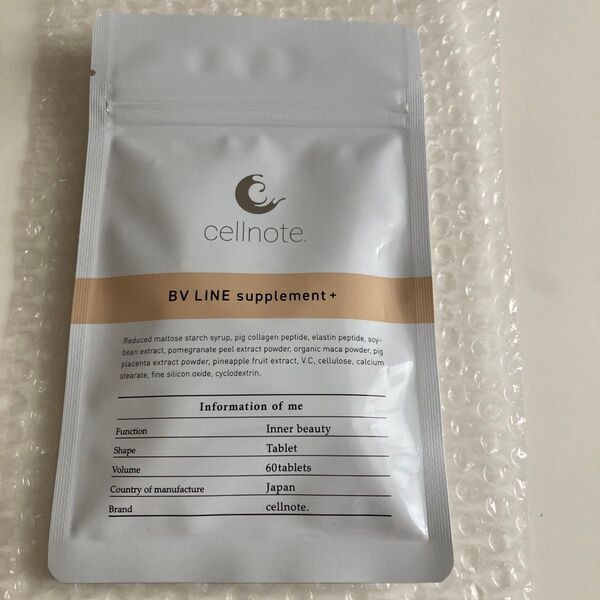 cellnote.
BV LINE supplement+
Reduced maltose starch syrup, pig collagen peptide, elastin peptide, soy-
bean extract, pomegranate peel extract powder, organic maca powder, pig
placenta extract powder, pineapple fruit extract, V.C, cellulose, calcium
stearate, fine silicon oxide, cyclodextrin.
Information of me
Function Inner beauty
Shape Tablet
Volume 60tablets
Country of manufacture Japan
Brand cellnote.